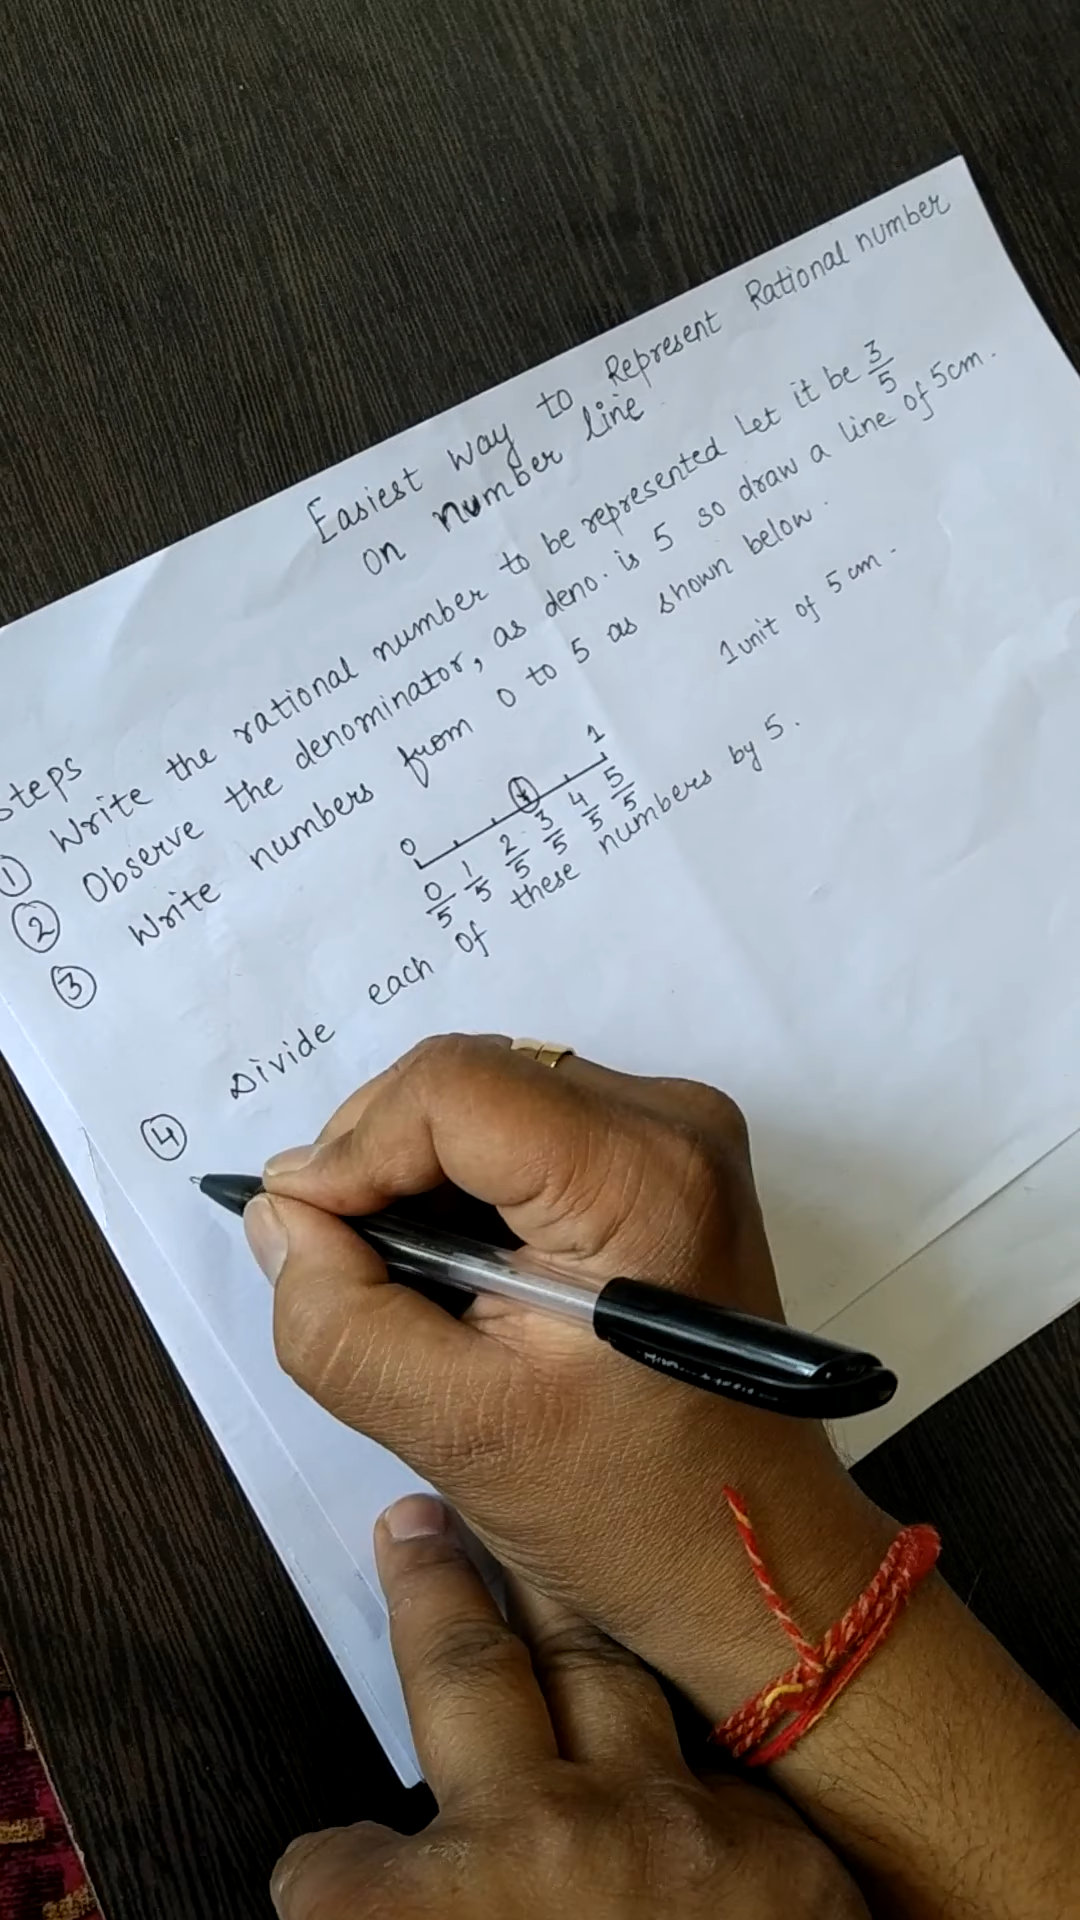 Easiest way to Represent Rational number
on number line
Steps
① Write the rational number to be represented Let it be 3/5
② Observe the denominator, as deno. is 5 so draw a line of 5cm.
③ Write numbers from 0 to 5 as shown below.
1 unit of 5 cm.
0 1
0/5 1/5 2/5 3/5 4/5 5/5
④ Divide each of these numbers by 5.